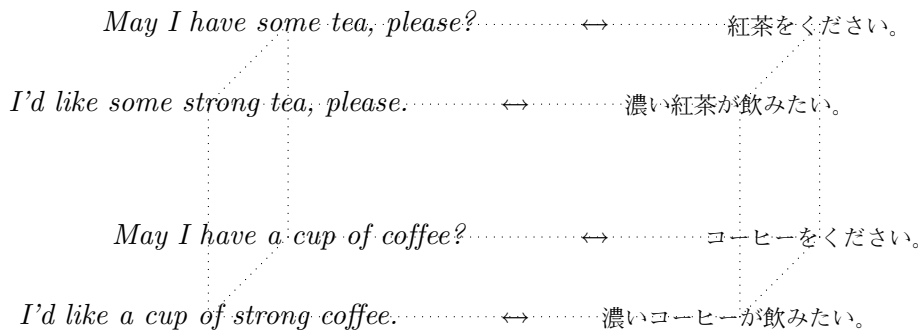 May I have some tea, please? ↔ 紅茶をください。
I'd like some strong tea, please. ↔ 濃い紅茶が飲みたい。
May I have a cup of coffee? ↔ コーヒーをください。
I'd like a cup of strong coffee. ↔ 濃いコーヒーが飲みたい。